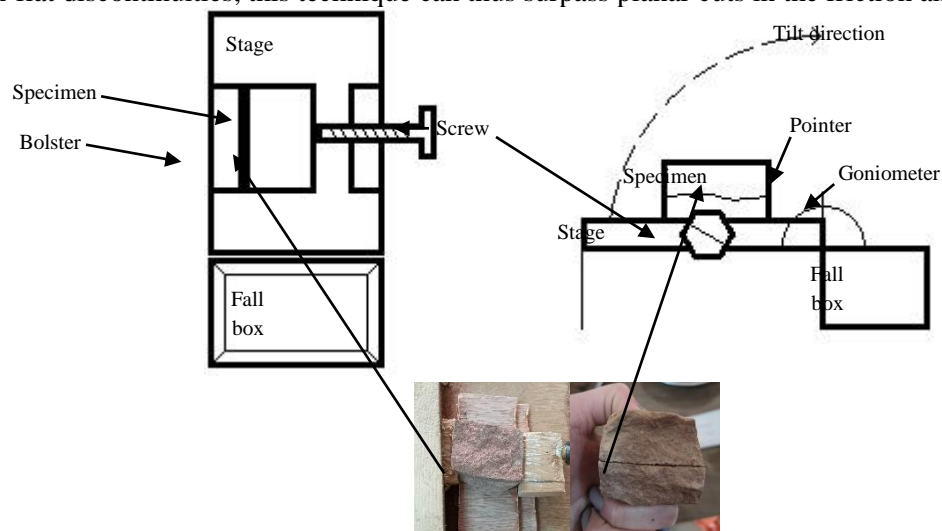 Stage
Specimen
Bolster
Screw
Fall
box
Tilt direction
Pointer
Specimen
Goniometer
Stage
Fall
box